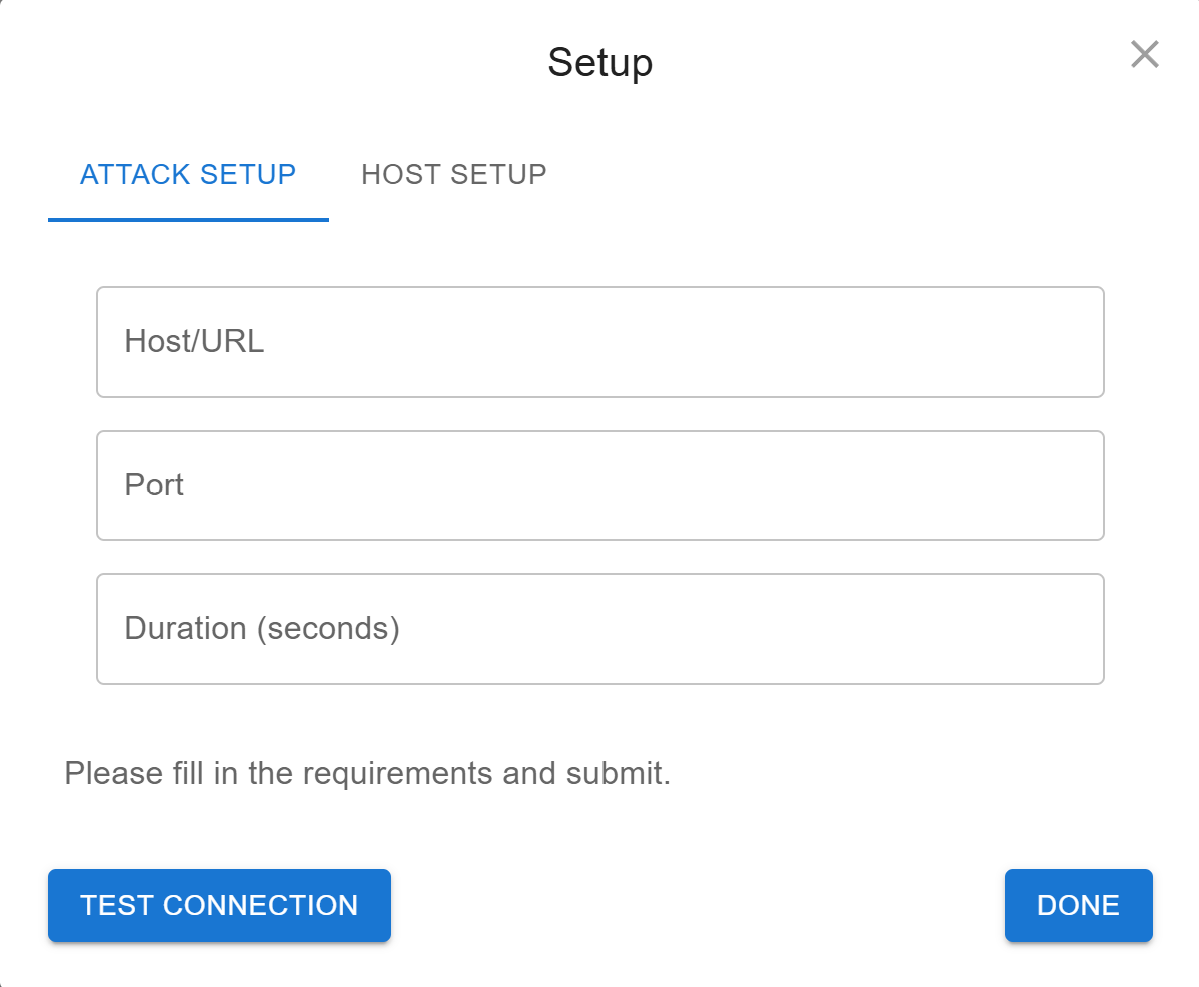 Setup
ATTACK SETUP HOST SETUP
Host/URL
Port
Duration (seconds)
Please fill in the requirements and submit.
TEST CONNECTION DONE